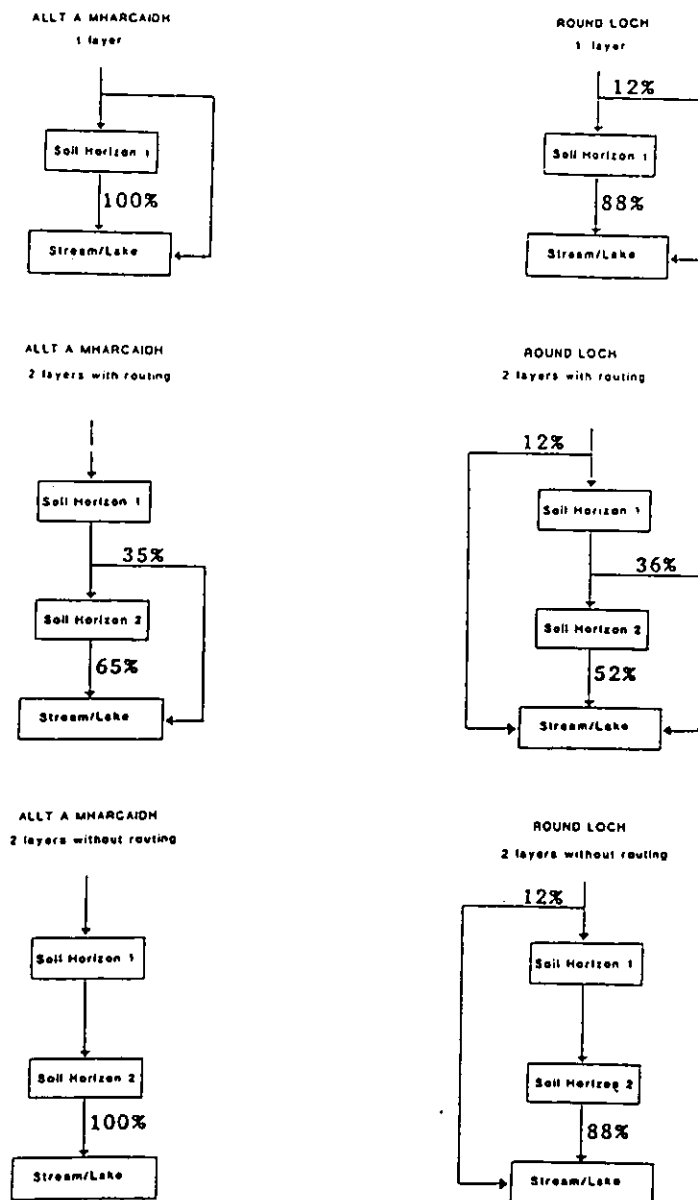 ALLT A MHARCAIDH
1 layer
Soil Horizon 1
100%
Stream/Lake
ROUND LOCH
1 layer
12%
Soil Horizon 1
88%
Stream/Lake
ALLT A MHARCAIDH
2 layers with routing
Soil Horizon 1
35%
Soil Horizon 2
65%
Stream/Lake
ROUND LOCH
2 layers with routing
12%
Soil Horizon 1
36%
Soil Horizon 2
52%
Stream/Lake
ALLT A MHARCAIDH
2 layers without routing
Soil Horizon 1
Soil Horizon 2
100%
Stream/Lake
ROUND LOCH
2 layers without routing
12%
Soil Horizon 1
Soil Horizon 2
88%
Stream/Lake